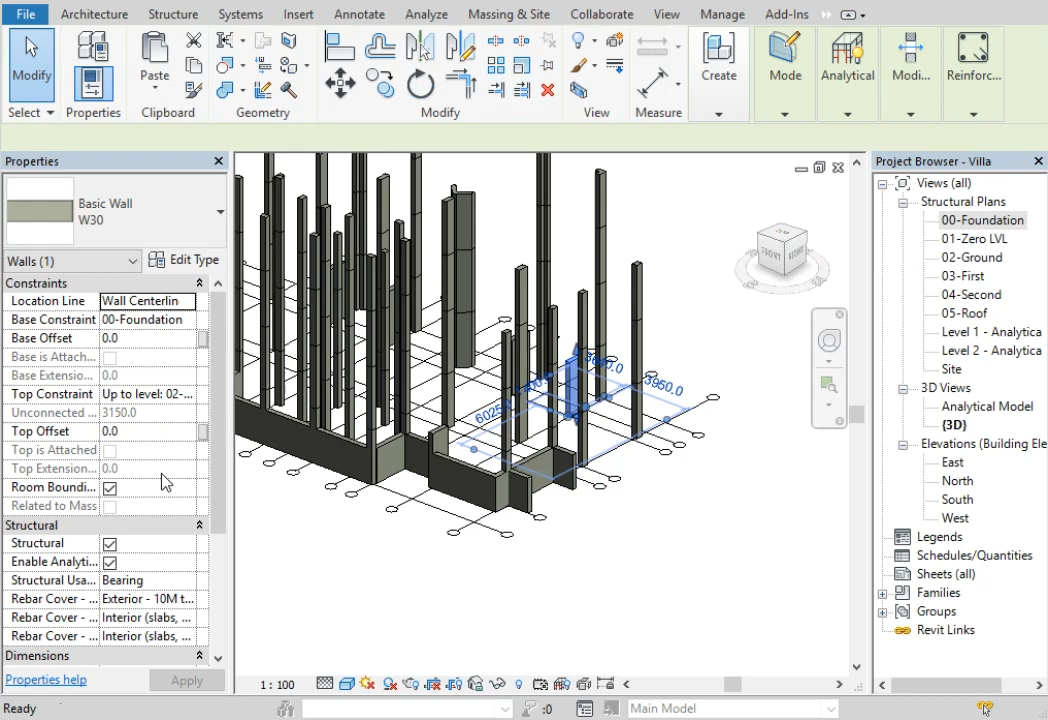 File Architecture Structure Systems Insert Annotate Analyze Massing & Site Collaborate View Manage Add-Ins
Modify Paste Create Mode Analytical Modi... Reinforc...
Select Properties Clipboard Geometry Modify View Measure
Properties
Basic Wall
W30
Walls (1) Edit Type
Constraints
Location Line Wall Centerlin
Base Constraint 00-Foundation
Base Offset 0.0
Base is Attach...
Base Extensio... 0.0
Top Constraint Up to level: 02-...
Unconnected ... 3150.0
Top Offset 0.0
Top is Attached
Top Extension... 0.0
Room Boundi...
Related to Mass
Structural
Structural
Enable Analyti...
Structural Usa... Bearing
Rebar Cover - ... Exterior - 10M t...
Rebar Cover - ... Interior (slabs, ...
Rebar Cover - ... Interior (slabs, ...
Dimensions
Properties help Apply
FRONT RIGHT
3950.0
1 : 100
Project Browser - Villa
Views (all)
Structural Plans
00-Foundation
01-Zero LVL
02-Ground
03-First
04-Second
05-Roof
Level 1 - Analytica
Level 2 - Analytica
Site
3D Views
Analytical Model
{3D}
Elevations (Building Ele
East
North
South
West
Legends
Schedules/Quantities
Sheets (all)
Families
Groups
Revit Links
Ready :0 Main Model